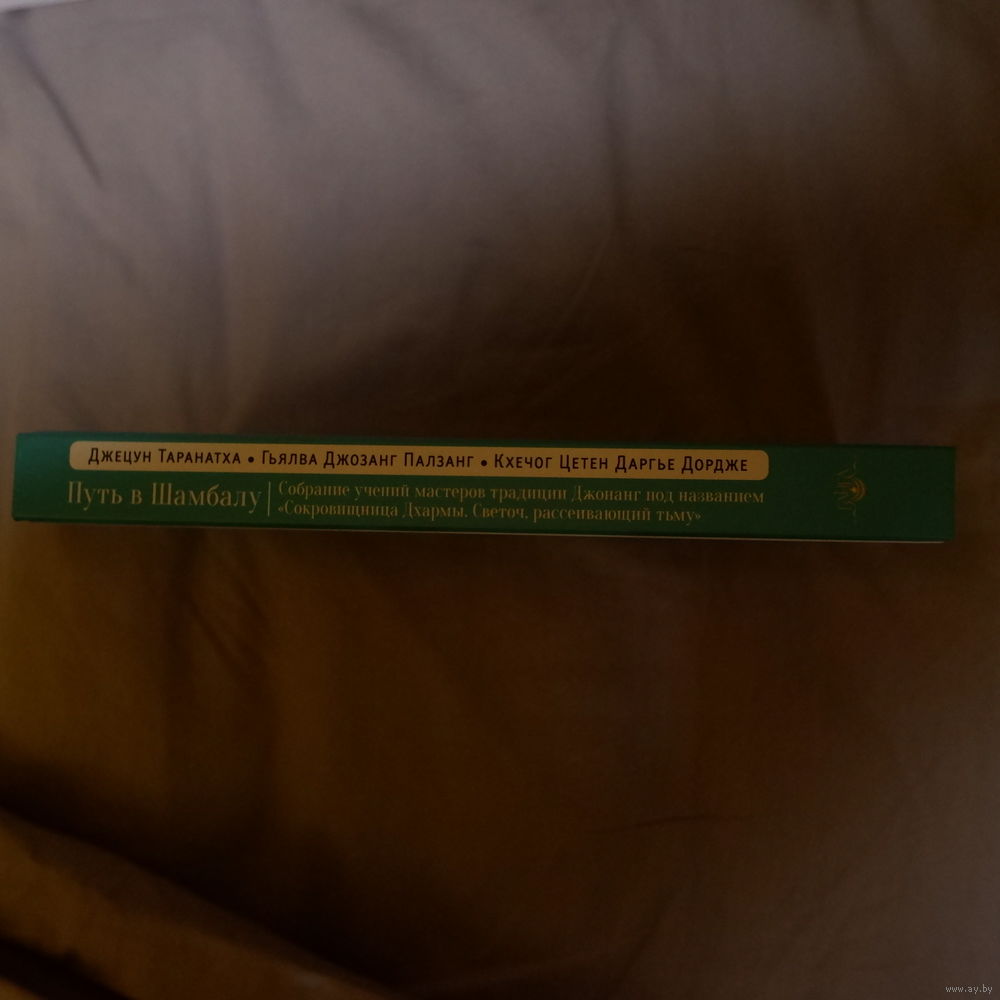 ДЖЕЦУН ТАРАНАТХА • ГЬЯЛВА ДЖОЗАНГ ПАЛЗАНГ • КХЕЧОГ ЦЕТЕН ДАРГЬЕ ДОРДЖЕ
Путь в Шамбалу
Собрание учений мастеров традиции Джонанг под названием
«Сокровищница Дхармы. Светоч, рассеивающий тьму»
www.ay.by